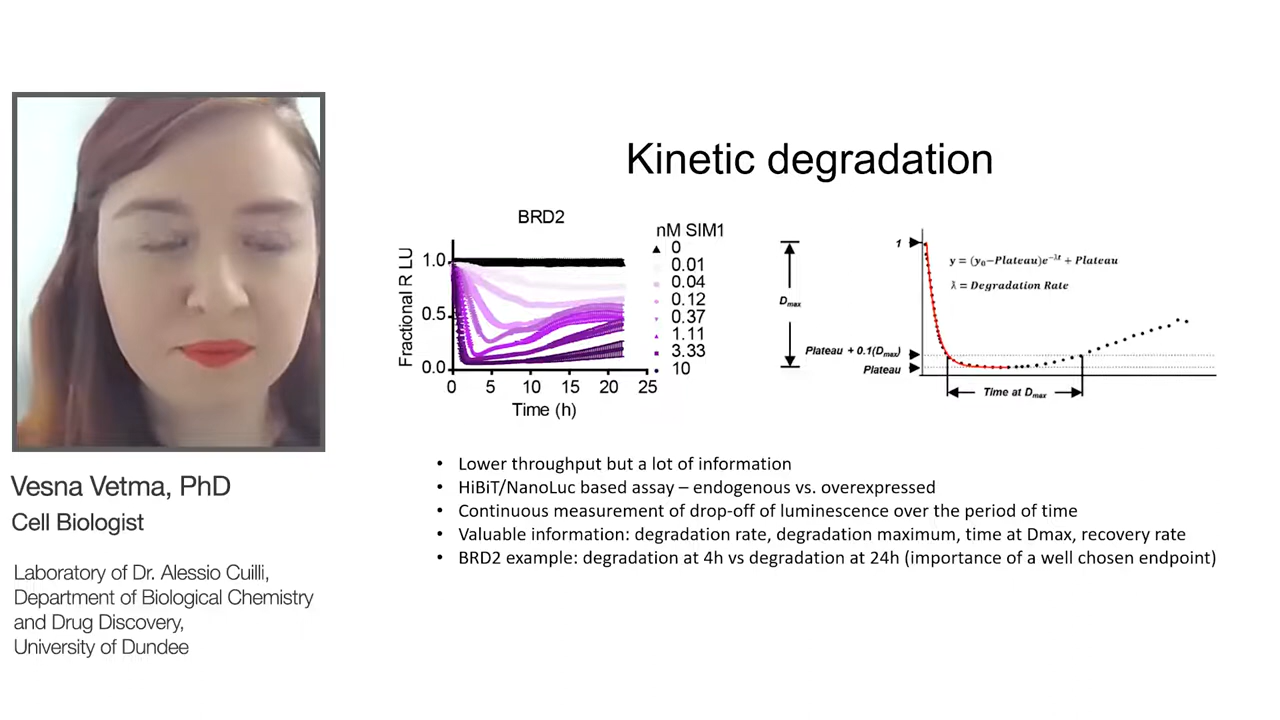 Kinetic degradation
BRD2
Fractional R LU
1.0
0.5
0.0
0 5 10 15 20 25
Time (h)
nM SIM1
0
0.01
0.04
0.12
0.37
1.11
3.33
10
Dmax
1
y = (y₀−Plateau)e^−λt + Plateau
λ = Degradation Rate
Plateau + 0.1(Dmax)
Plateau
Time at Dmax
• Lower throughput but a lot of information
• HiBiT/NanoLuc based assay – endogenous vs. overexpressed
• Continuous measurement of drop-off of luminescence over the period of time
• Valuable information: degradation rate, degradation maximum, time at Dmax, recovery rate
• BRD2 example: degradation at 4h vs degradation at 24h (importance of a well chosen endpoint)
Vesna Vetma, PhD
Cell Biologist
Laboratory of Dr. Alessio Cuilli,
Department of Biological Chemistry
and Drug Discovery,
University of Dundee